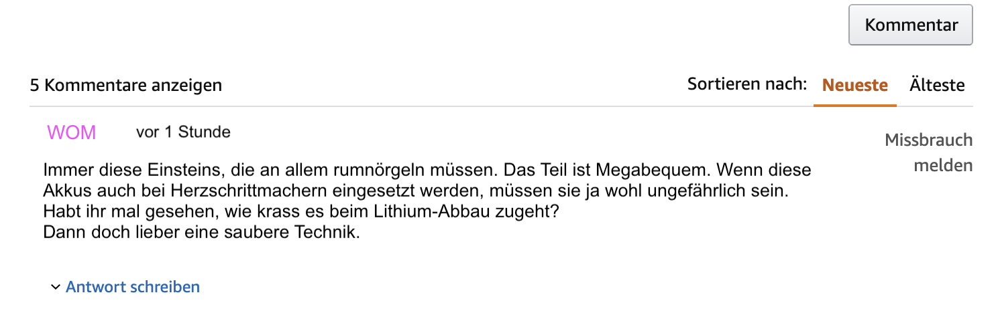 Kommentar
5 Kommentare anzeigen
Sortieren nach: Neueste Älteste
WOM vor 1 Stunde
Missbrauch
melden
Immer diese Einsteins, die an allem rumnörgeln müssen. Das Teil ist Megabequem. Wenn diese
Akkus auch bei Herzschrittmachern eingesetzt werden, müssen sie ja wohl ungefährlich sein.
Habt ihr mal gesehen, wie krass es beim Lithium-Abbau zugeht?
Dann doch lieber eine saubere Technik.
Antwort schreiben